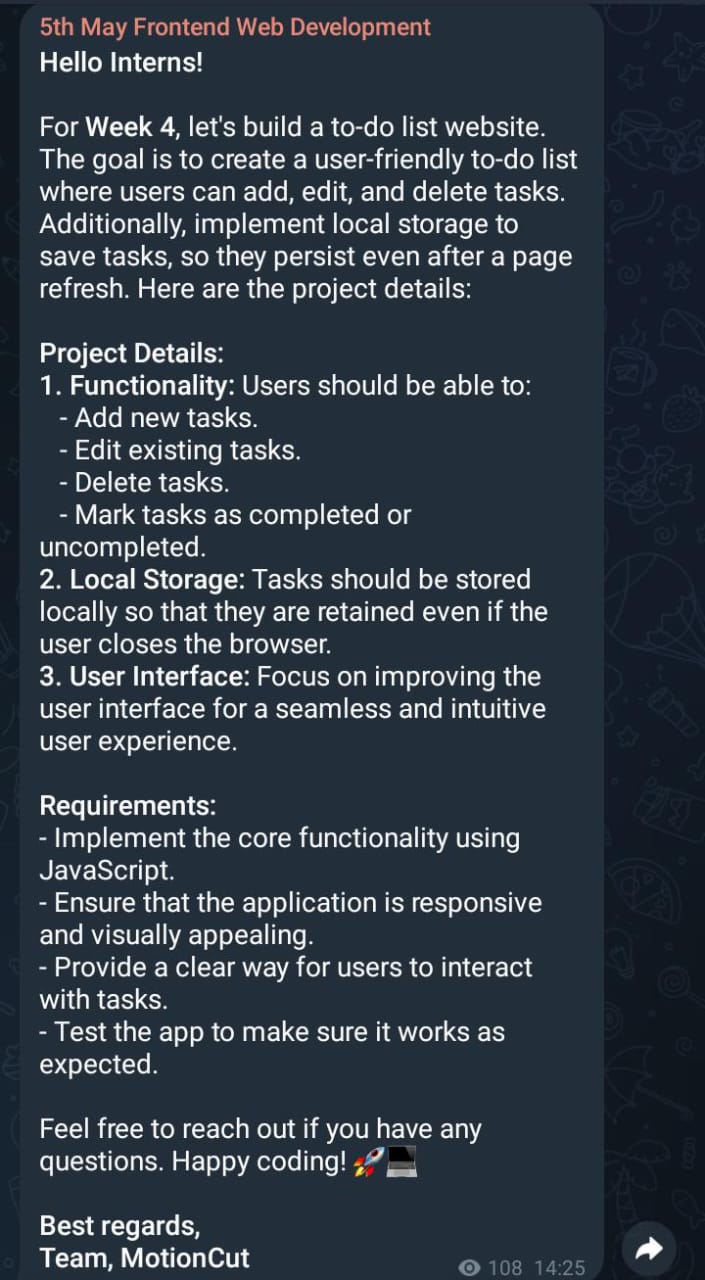 5th May Frontend Web Development
Hello Interns!
For Week 4, let's build a to-do list website.
The goal is to create a user-friendly to-do list
where users can add, edit, and delete tasks.
Additionally, implement local storage to
save tasks, so they persist even after a page
refresh. Here are the project details:
Project Details:
1. Functionality: Users should be able to:
- Add new tasks.
- Edit existing tasks.
- Delete tasks.
- Mark tasks as completed or
uncompleted.
2. Local Storage: Tasks should be stored
locally so that they are retained even if the
user closes the browser.
3. User Interface: Focus on improving the
user interface for a seamless and intuitive
user experience.
Requirements:
- Implement the core functionality using
JavaScript.
- Ensure that the application is responsive
and visually appealing.
- Provide a clear way for users to interact
with tasks.
- Test the app to make sure it works as
expected.
Feel free to reach out if you have any
questions. Happy coding! 🚀💻
Best regards,
Team, MotionCut
108 14:25